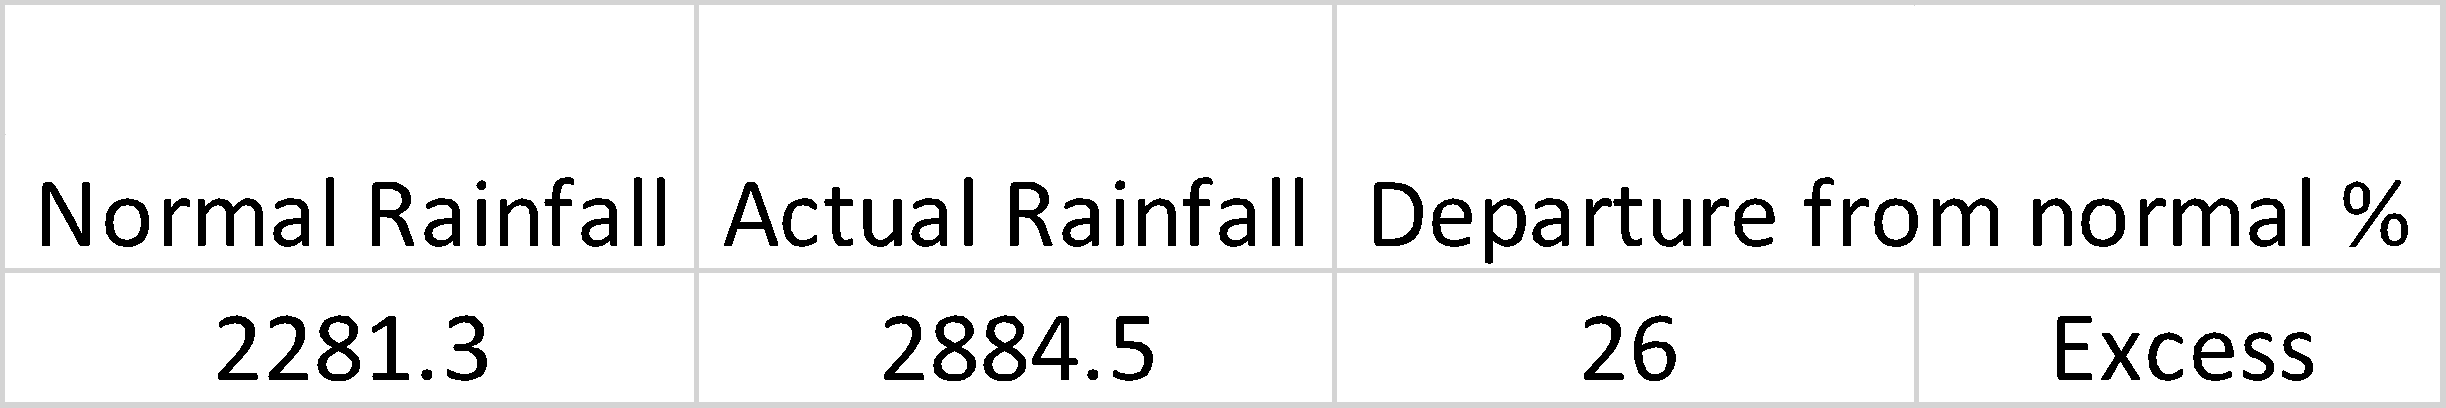 Normal Rainfall Actual Rainfall Departure from normal %
2281.3 2884.5 26 Excess